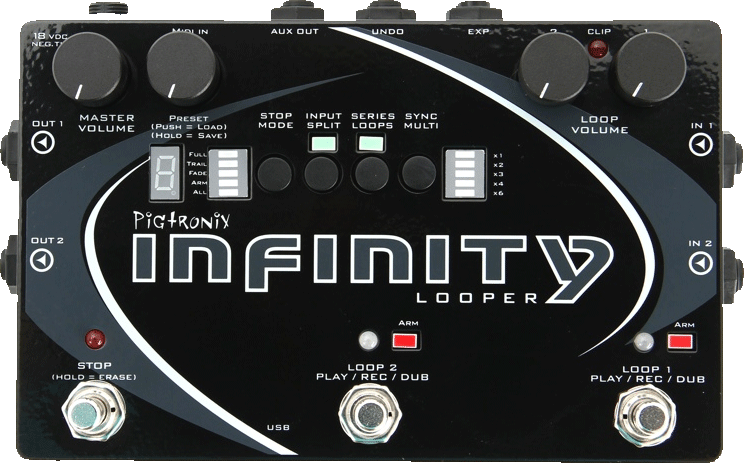 18 VDC
NEG.TIP
MIDI IN
AUX OUT
UNDO
EXP
2
CLIP
1
OUT 1
MASTER
VOLUME
PRESET
(PUSH = LOAD)
(HOLD = SAVE)
STOP
MODE
INPUT
SPLIT
SERIES
LOOPS
SYNC
MULTI
LOOP
VOLUME
IN 1
FULL
TRAIL
FADE
ARM
ALL
8
x1
x2
x3
x4
x6
OUT 2
PIGTRONIX
INFINITY
LOOPER
IN 2
STOP
(HOLD = ERASE)
ARM
LOOP 2
PLAY / REC / DUB
ARM
LOOP 1
PLAY / REC / DUB
USB